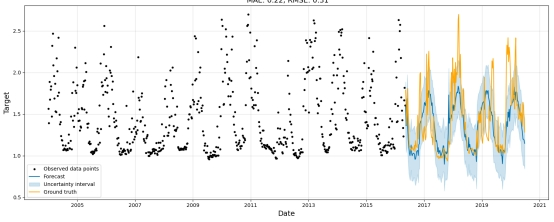 MAE: 0.22, RMSE: 0.31
Target
2.5
2.0
1.5
1.0
0.5
Observed data points
Forecast
Uncertainty interval
Ground truth
2005
2007
2009
2011
2013
2015
2017
2019
2021
Date